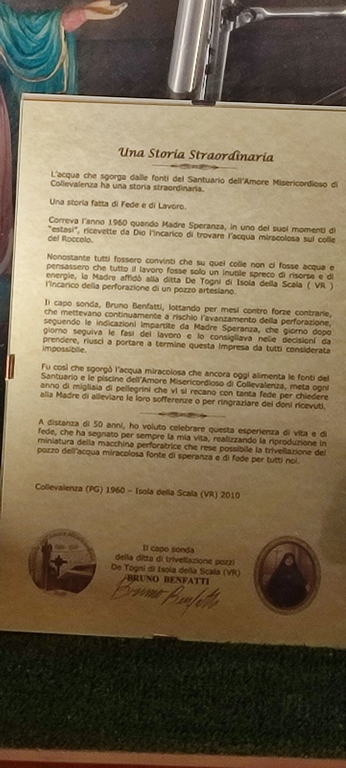 Una Storia Straordinaria
L'acqua che sgorga dalle fonti del Santuario dell'Amore Misericordioso di
Collevalenza ha una storia straordinaria.
Una storia fatta di Fede e di Lavoro.
Correva l'anno 1960 quando Madre Speranza, in uno dei suoi momenti di
"estasi", ricevette da Dio l'incarico di trovare l'acqua miracolosa sul colle
del Roccolo.
Nonostante tutti fossero convinti che su quel colle non ci fosse acqua e
pensassero che tutto il lavoro fosse solo un inutile spreco di risorse e di
energie, la Madre affidò alla ditta De Togni di Isola della Scala ( VR )
l'incarico della perforazione di un pozzo artesiano.
Il capo sonda, Bruno Benfatti, lottando per mesi contro forze contrarie,
che mettevano continuamente a rischio l'avanzamento della perforazione,
seguendo le indicazioni impartite da Madre Speranza, che giorno dopo
giorno seguiva le fasi del lavoro e lo consigliava nelle decisioni da
prendere, riuscì a portare a termine questa impresa da tutti considerata
impossibile.
Fu così che sgorgò l'acqua miracolosa che ancora oggi alimenta le fonti del
Santuario e le piscine dell'Amore Misericordioso di Collevalenza, meta ogni
anno di migliaia di pellegrini che vi si recano con tanta fede per chiedere
alla Madre di alleviare le loro sofferenze o per ringraziare dei doni ricevuti.
A distanza di 50 anni, ho voluto celebrare questa esperienza di vita e di
fede, che ha segnato per sempre la mia vita, realizzando la riproduzione in
miniatura della macchina perforatrice che rese possibile la trivellazione del
pozzo dell'acqua miracolosa fonte di speranza e di fede per tutti noi.
Collevalenza (PG) 1960 – Isola della Scala (VR) 2010
Il capo sonda
della ditta di trivellazione pozzi
De Togni di Isola della Scala (VR)
BRUNO BENFATTI
Bruno Benfatti